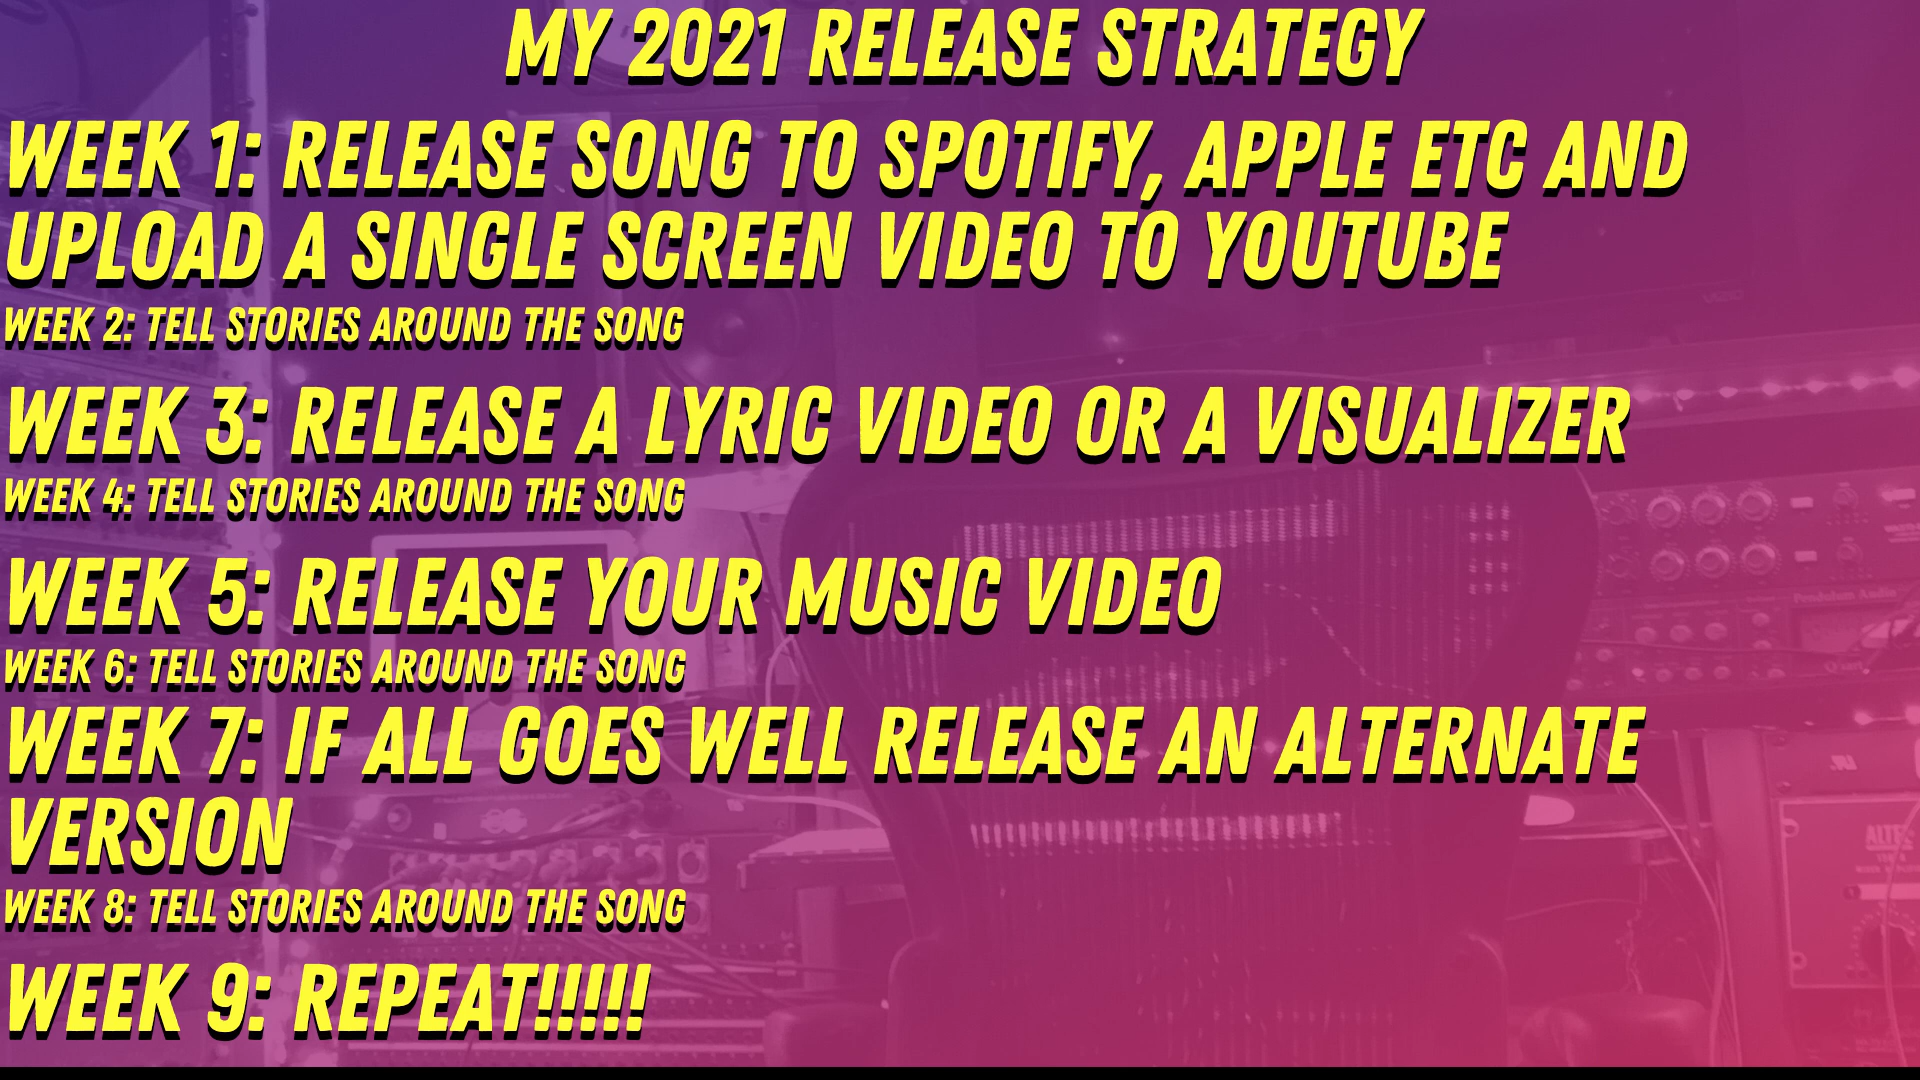 MY 2021 RELEASE STRATEGY
WEEK 1: RELEASE SONG TO SPOTIFY, APPLE ETC AND
UPLOAD A SINGLE SCREEN VIDEO TO YOUTUBE
WEEK 2: TELL STORIES AROUND THE SONG
WEEK 3: RELEASE A LYRIC VIDEO OR A VISUALIZER
WEEK 4: TELL STORIES AROUND THE SONG
WEEK 5: RELEASE YOUR MUSIC VIDEO
WEEK 6: TELL STORIES AROUND THE SONG
WEEK 7: IF ALL GOES WELL RELEASE AN ALTERNATE
VERSION
WEEK 8: TELL STORIES AROUND THE SONG
WEEK 9: REPEAT!!!!!
Pendulum Audio
ALTEC